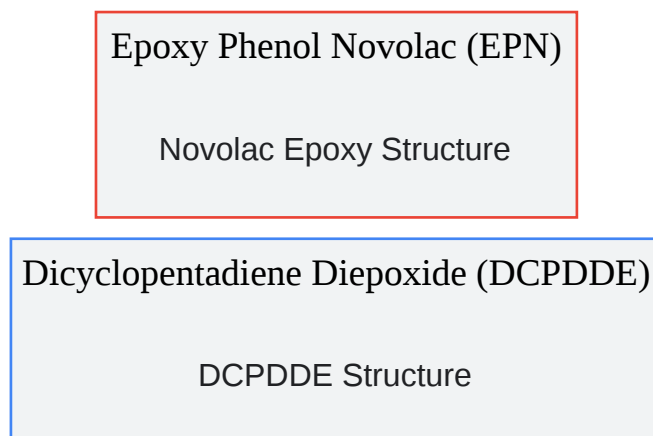 Epoxy Phenol Novolac (EPN)
Novolac Epoxy Structure
Dicyclopentadiene Diepoxide (DCPDDE)
DCPDDE Structure